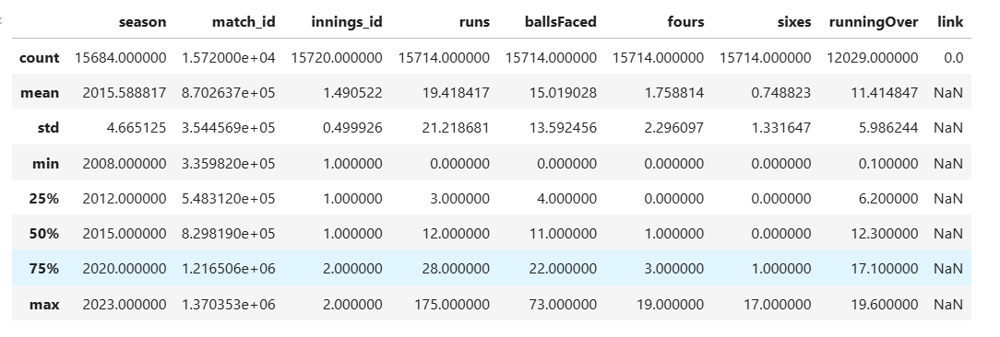 season match_id innings_id runs ballsFaced fours sixes runningOver link
count 15684.000000 1.572000e+04 15720.000000 15714.000000 15714.000000 15714.000000 15714.000000 12029.000000 0.0
mean 2015.588817 8.702637e+05 1.490522 19.418417 15.019028 1.758814 0.748823 11.414847 NaN
std 4.665125 3.544569e+05 0.499926 21.218681 13.592456 2.296097 1.331647 5.986244 NaN
min 2008.000000 3.359820e+05 1.000000 0.000000 0.000000 0.000000 0.000000 0.100000 NaN
25% 2012.000000 5.483120e+05 1.000000 3.000000 4.000000 0.000000 0.000000 6.200000 NaN
50% 2015.000000 8.298190e+05 1.000000 12.000000 11.000000 1.000000 0.000000 12.300000 NaN
75% 2020.000000 1.216506e+06 2.000000 28.000000 22.000000 3.000000 1.000000 17.100000 NaN
max 2023.000000 1.370353e+06 2.000000 175.000000 73.000000 19.000000 17.000000 19.600000 NaN